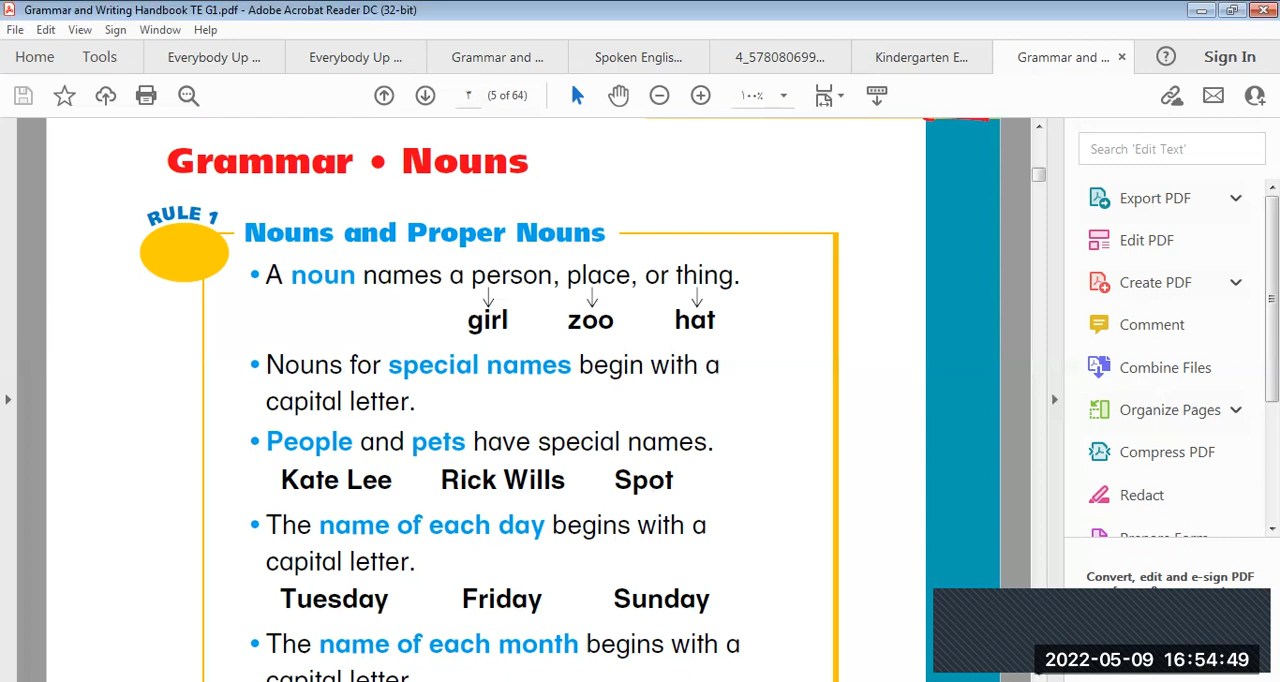 Grammar and Writing Handbook TE G1.pdf - Adobe Acrobat Reader DC (32-bit)
File Edit View Sign Window Help
Home Tools Everybody Up ... Everybody Up ... Grammar and ... Spoken Englis... 4_578080699... Kindergarten E... Grammar and ... × ? Sign In
٣ (5 of 64) ١٠٠%
Grammar • Nouns
Search 'Edit Text'
Export PDF
RULE 1
Nouns and Proper Nouns
Edit PDF
• A noun names a person, place, or thing.
Create PDF
girl zoo hat
Comment
• Nouns for special names begin with a
Combine Files
capital letter.
Organize Pages
• People and pets have special names.
Compress PDF
Kate Lee Rick Wills Spot
Redact
• The name of each day begins with a
capital letter.
Convert, edit and e-sign PDF
Tuesday Friday Sunday
• The name of each month begins with a
2022-05-09 16:54:49
capital letter